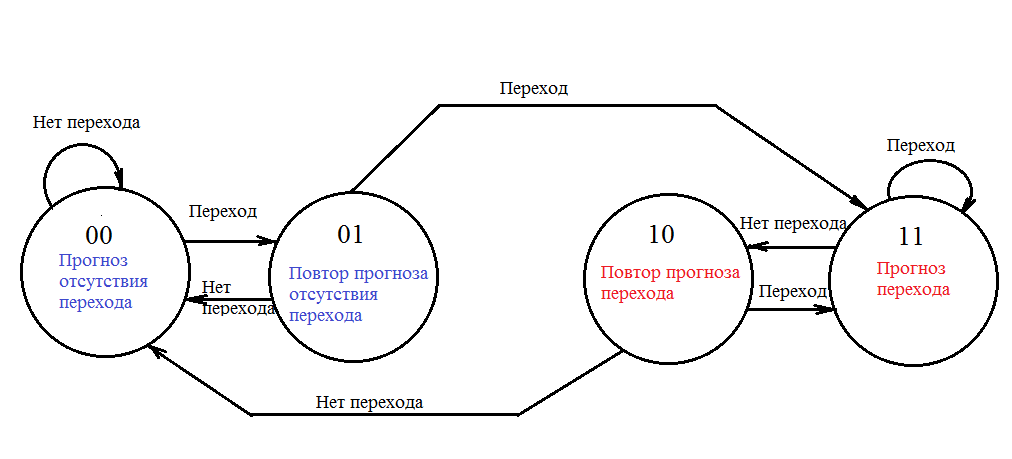 Переход
Нет перехода
Переход
Переход
00
01
10
11
Нет перехода
Прогноз
отсутствия
перехода
Повтор прогноза
отсутствия
перехода
Повтор прогноза
перехода
Прогноз
перехода
Нет
перехода
Переход
Нет перехода